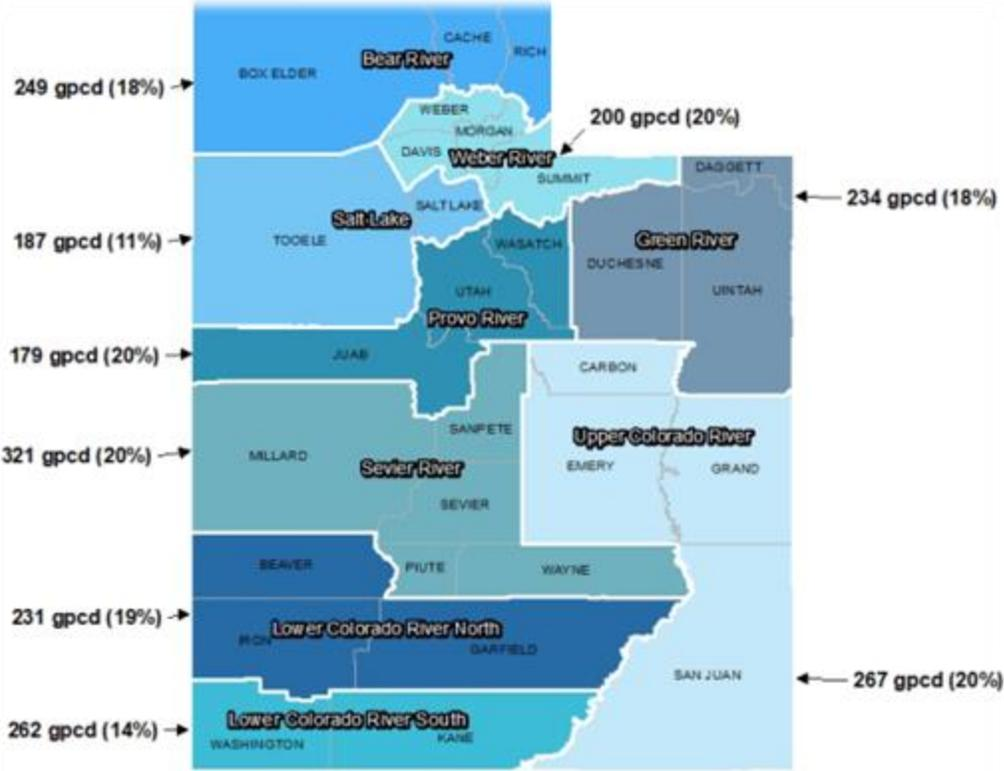 CACHE
RICH
Bear River
BOX ELDER
249 gpcd (18%)
WEBER
200 gpcd (20%)
MORGAN
DAVIS
Weber River
DAGGETT
SUMMIT
234 gpcd (18%)
SALT LAKE
Salt Lake
187 gpcd (11%)
TOOELE
WASATCH
Green River
DUCHESNE
UTAH
UINTAH
Provo River
179 gpcd (20%)
JUAB
CARBON
SANPETE
Upper Colorado River
321 gpcd (20%)
MILLARD
Sevier River
EMERY
GRAND
SEVIER
BEAVER
PIUTE
WAYNE
231 gpcd (19%)
Lower Colorado River North
IRON
GARFIELD
SAN JUAN
267 gpcd (20%)
Lower Colorado River South
262 gpcd (14%)
WASHINGTON
KANE